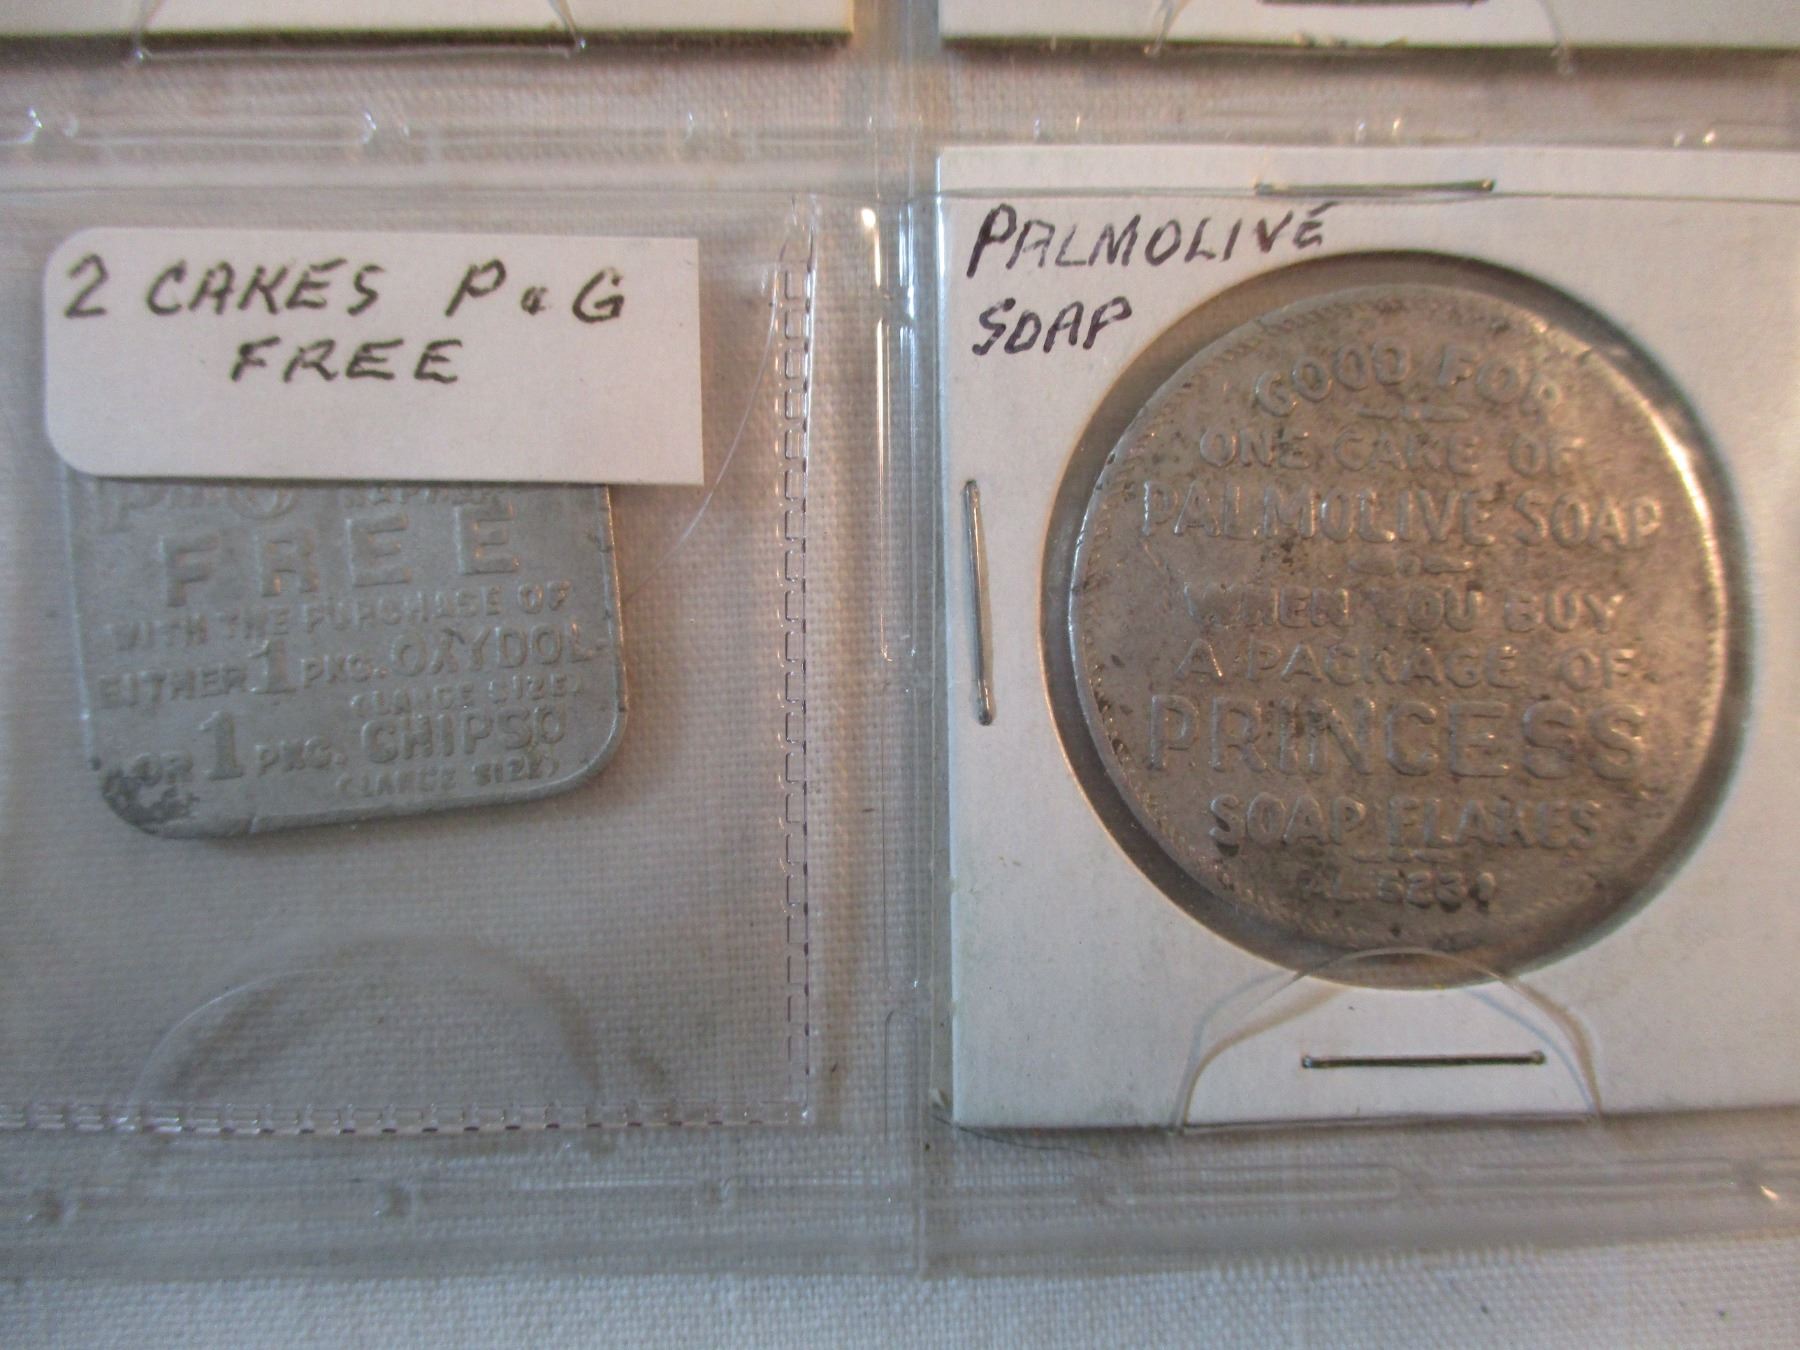 2 CAKES P & G
FREE
FREE
WITH THE PURCHASE OF
EITHER 1 PKG. OXYDOL
(LARGE SIZE)
OR 1 PKG. CHIPSO
(LARGE SIZE)
PALMOLIVE
SOAP
GOOD FOR
ONE CAKE OF
PALMOLIVE SOAP
WHEN YOU BUY
A PACKAGE OF
PRINCESS
SOAP FLAKES